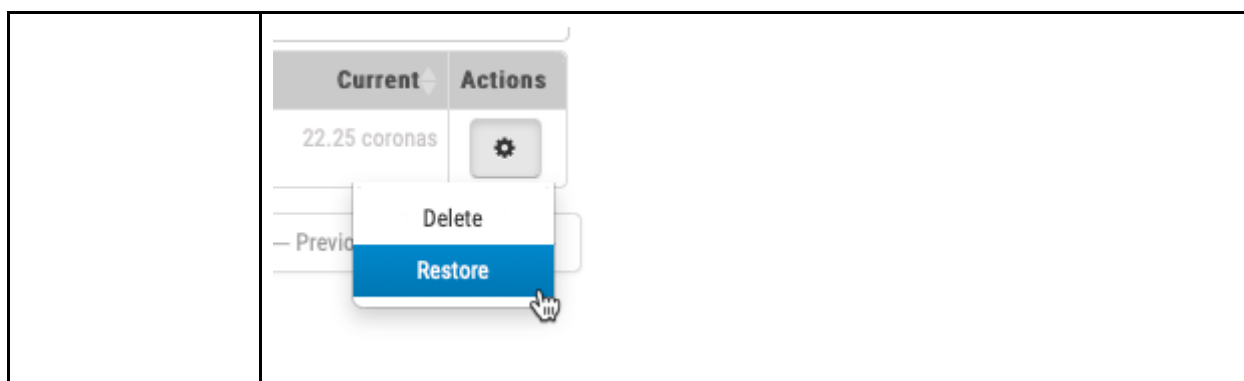 Current Actions
22.25 coronas
Delete
— Previo
Restore